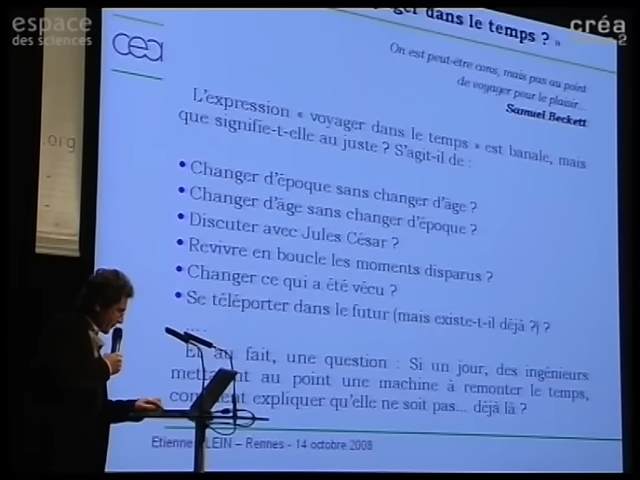 espace
des sciences
créa
2
dans le temps ? »
cea
On est peut-être cons, mais pas au point
de voyager pour le plaisir...
Samuel Beckett
.org
L'expression « voyager dans le temps » est banale, mais
que signifie-t-elle au juste ? S'agit-il de :
• Changer d'époque sans changer d'âge ?
• Changer d'âge sans changer d'époque ?
• Discuter avec Jules César ?
• Revivre en boucle les moments disparus ?
• Changer ce qui a été vécu ?
• Se téléporter dans le futur (mais existe-t-il déjà ?) ?
....
au fait, une question : Si un jour, des ingénieurs
au point une machine à remonter le temps,
expliquer qu'elle ne soit pas... déjà là ?
Etienne KLEIN – Rennes - 14 octobre 2008